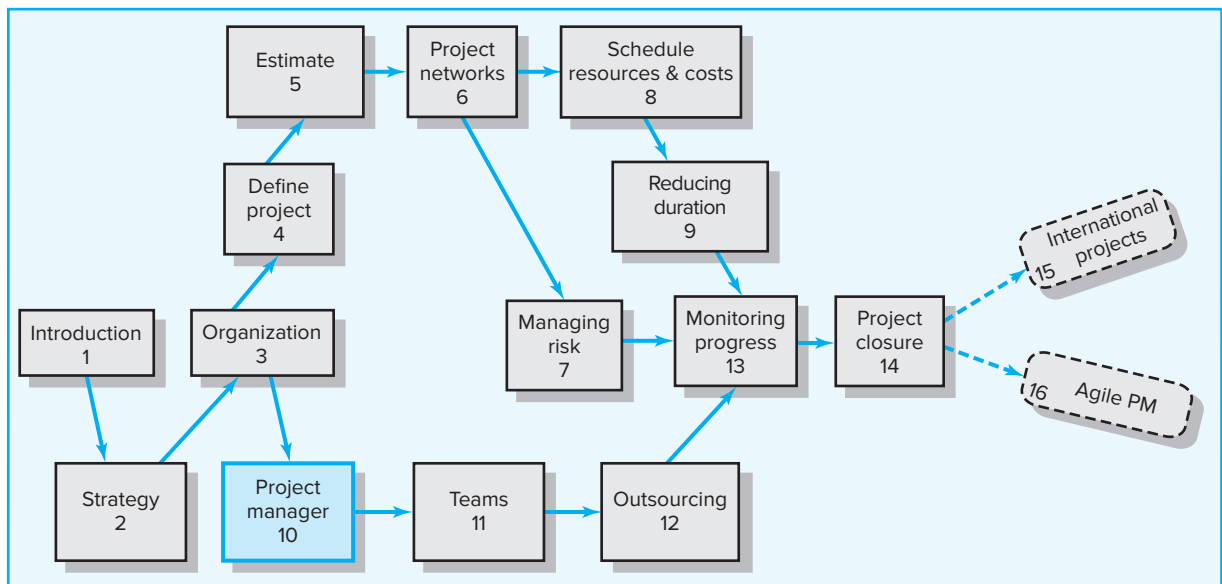 Estimate
5
Project
networks
6
Schedule
resources & costs
8
Define
project
4
Reducing
duration
9
International
projects
15
Introduction
1
Organization
3
Managing
risk
7
Monitoring
progress
13
Project
closure
14
Agile PM
16
Strategy
2
Project
manager
10
Teams
11
Outsourcing
12